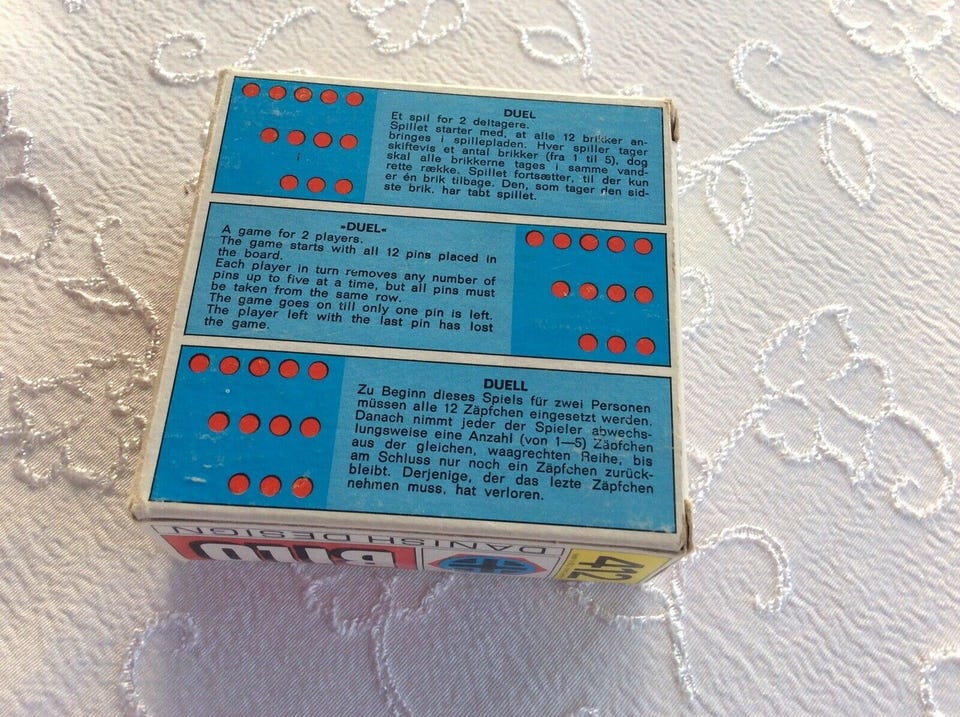 DUEL
Et spil for 2 deltagere.
Spillet starter med, at alle 12 brikker an-
bringes i spillepladen. Hver spiller tager
skiftevis et antal brikker (fra 1 til 5), dog
skal alle brikkerne tages i samme vand-
rette række. Spillet fortsætter, til der kun
er én brik tilbage. Den, som tager den sid-
ste brik, har tabt spillet.
»DUEL«
A game for 2 players.
The game starts with all 12 pins placed in
the board.
Each player in turn removes any number of
pins up to five at a time, but all pins must
be taken from the same row.
The game goes on till only one pin is left.
The player left with the last pin has lost
the game.
DUELL
Zu Beginn dieses Spiels für zwei Personen
müssen alle 12 Zäpfchen eingesetzt werden.
Danach nimmt jeder der Spieler abwechs-
lungsweise eine Anzahl (von 1—5) Zäpfchen
aus der gleichen, waagrechten Reihe, bis
am Schluss nur noch ein Zäpfchen zurück-
bleibt. Derjenige, der das lezte Zäpfchen
nehmen muss, hat verloren.
DANISH DESIGN
42